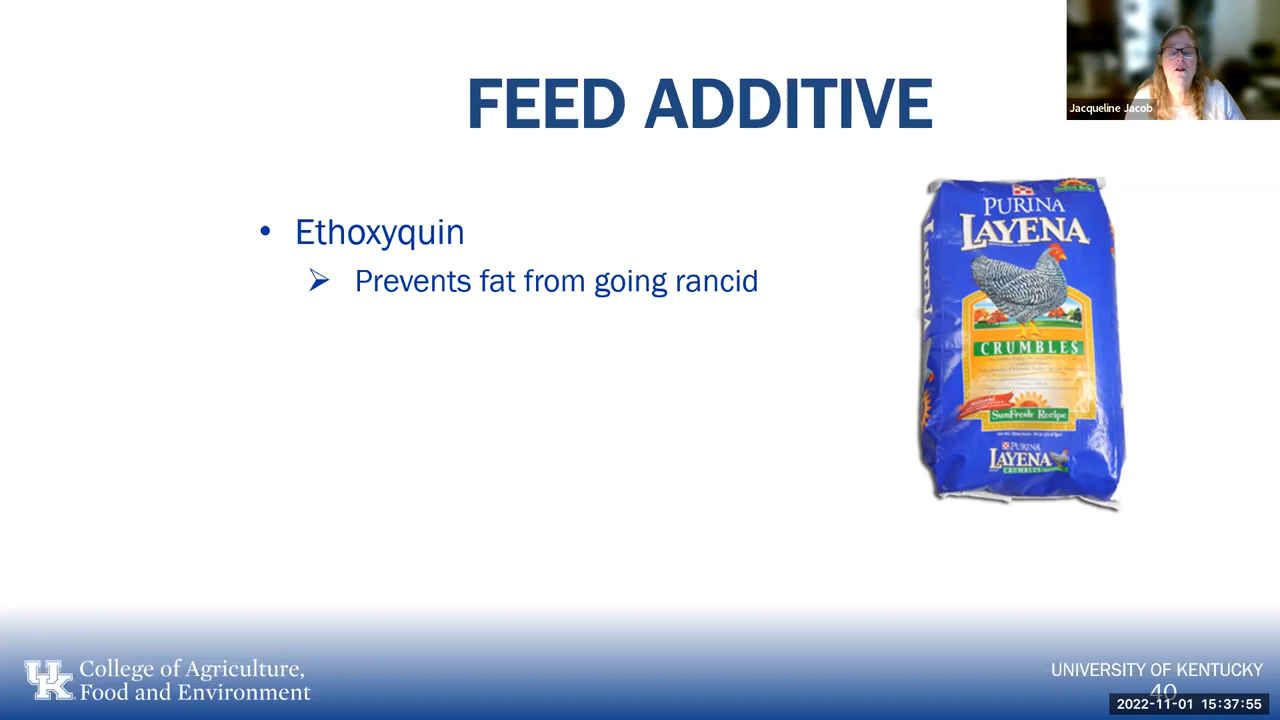 FEED ADDITIVE
Jacqueline Jacob
• Ethoxyquin
➢ Prevents fat from going rancid
PURINA
LAYENA
CRUMBLES
SunFresh Recipe
PURINA
LAYENA
CRUMBLES
UK College of Agriculture,
Food and Environment
UNIVERSITY OF KENTUCKY
40
2022-11-01 15:37:55